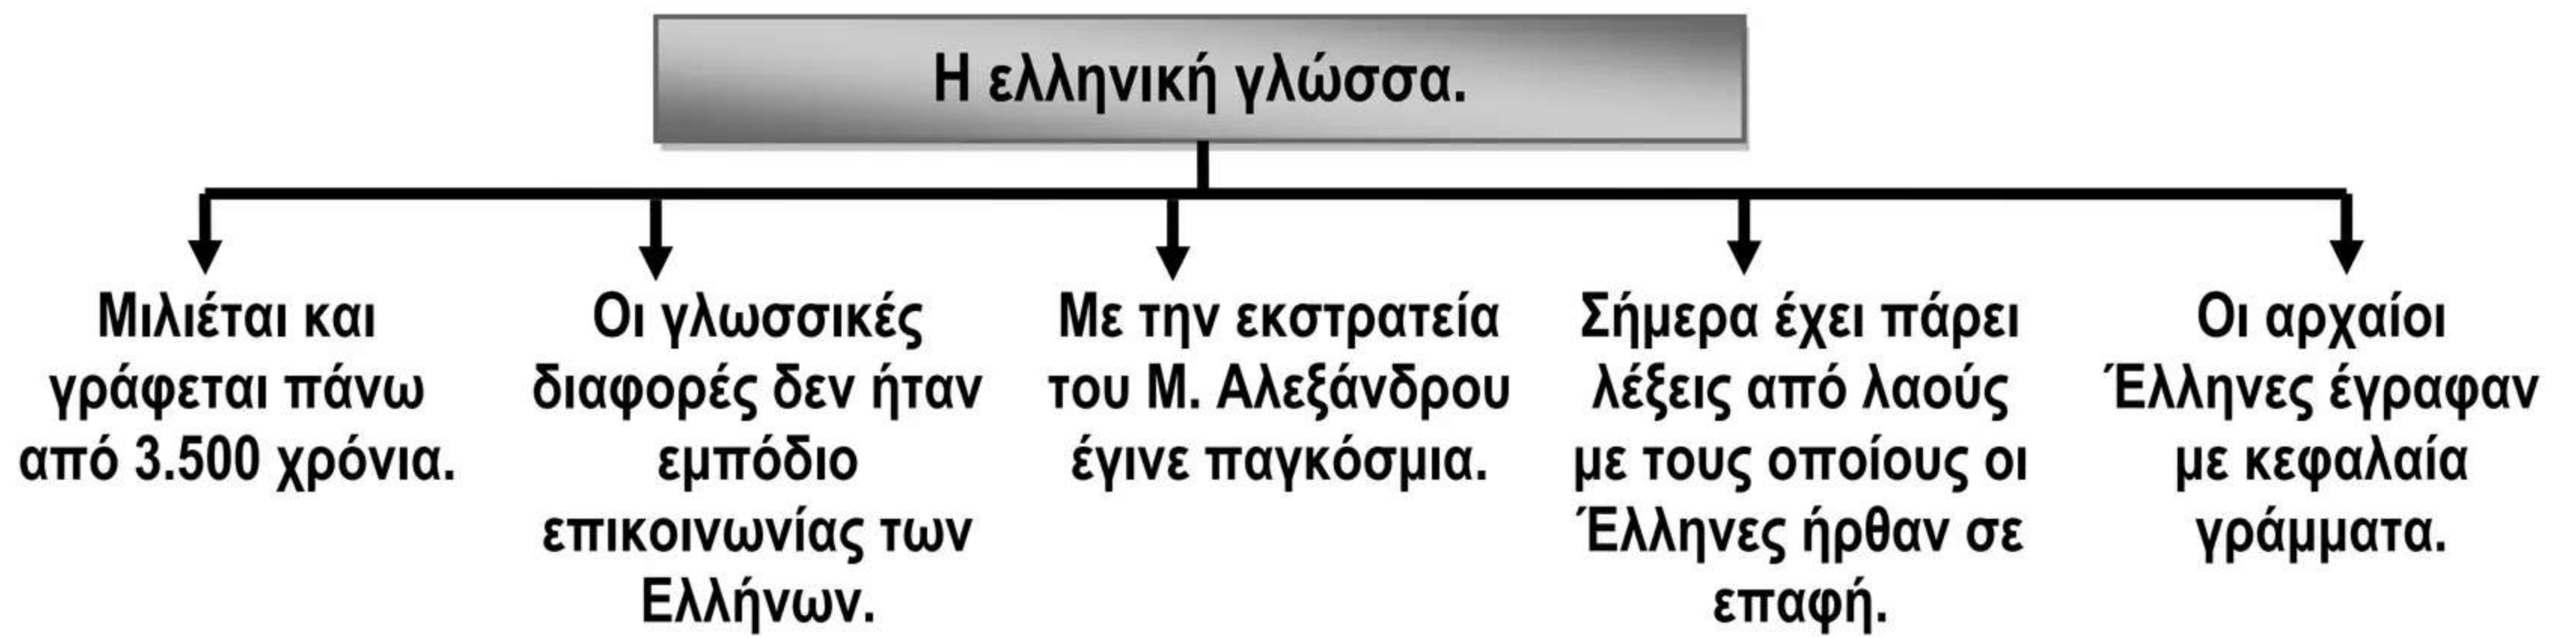 Η ελληνική γλώσσα.
Μιλιέται και
γράφεται πάνω
από 3.500 χρόνια.
Οι γλωσσικές
διαφορές δεν ήταν
εμπόδιο
επικοινωνίας των
Ελλήνων.
Με την εκστρατεία
του Μ. Αλεξάνδρου
έγινε παγκόσμια.
Σήμερα έχει πάρει
λέξεις από λαούς
με τους οποίους οι
Έλληνες ήρθαν σε
επαφή.
Οι αρχαίοι
Έλληνες έγραφαν
με κεφαλαία
γράμματα.